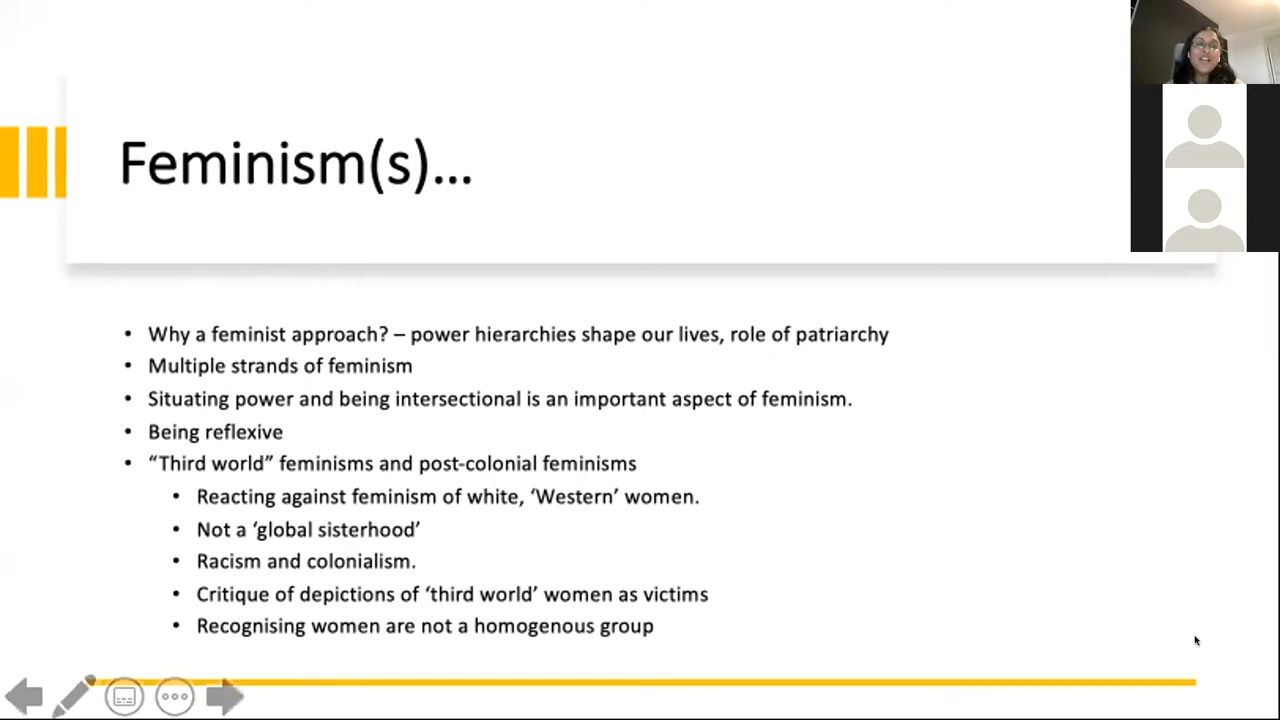 Feminism(s)...
• Why a feminist approach? – power hierarchies shape our lives, role of patriarchy
• Multiple strands of feminism
• Situating power and being intersectional is an important aspect of feminism.
• Being reflexive
• “Third world” feminisms and post-colonial feminisms
• Reacting against feminism of white, ‘Western’ women.
• Not a ‘global sisterhood’
• Racism and colonialism.
• Critique of depictions of ‘third world’ women as victims
• Recognising women are not a homogenous group